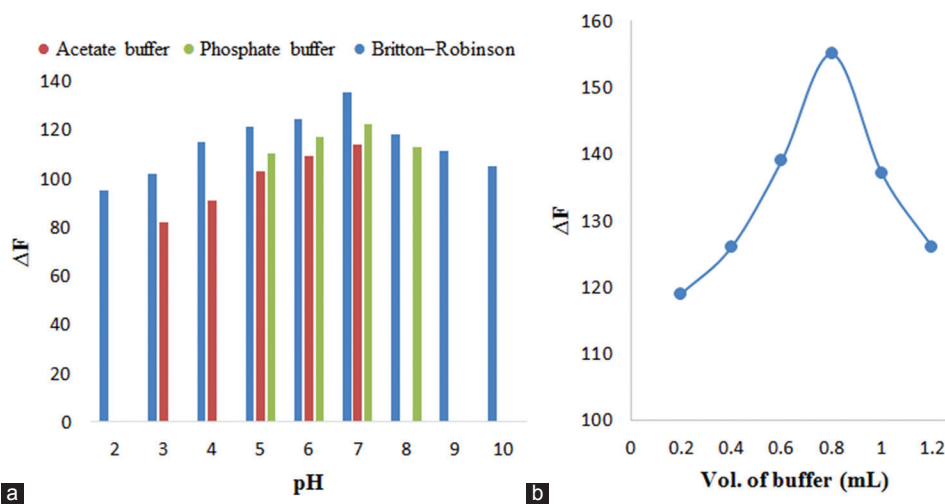 Acetate buffer Phosphate buffer Britton–Robinson
140
120
100
80
60
40
20
0
ΔF
2 3 4 5 6 7 8 9 10
pH
a
160
150
140
130
120
110
100
ΔF
0 0.2 0.4 0.6 0.8 1 1.2
Vol. of buffer (mL)
b